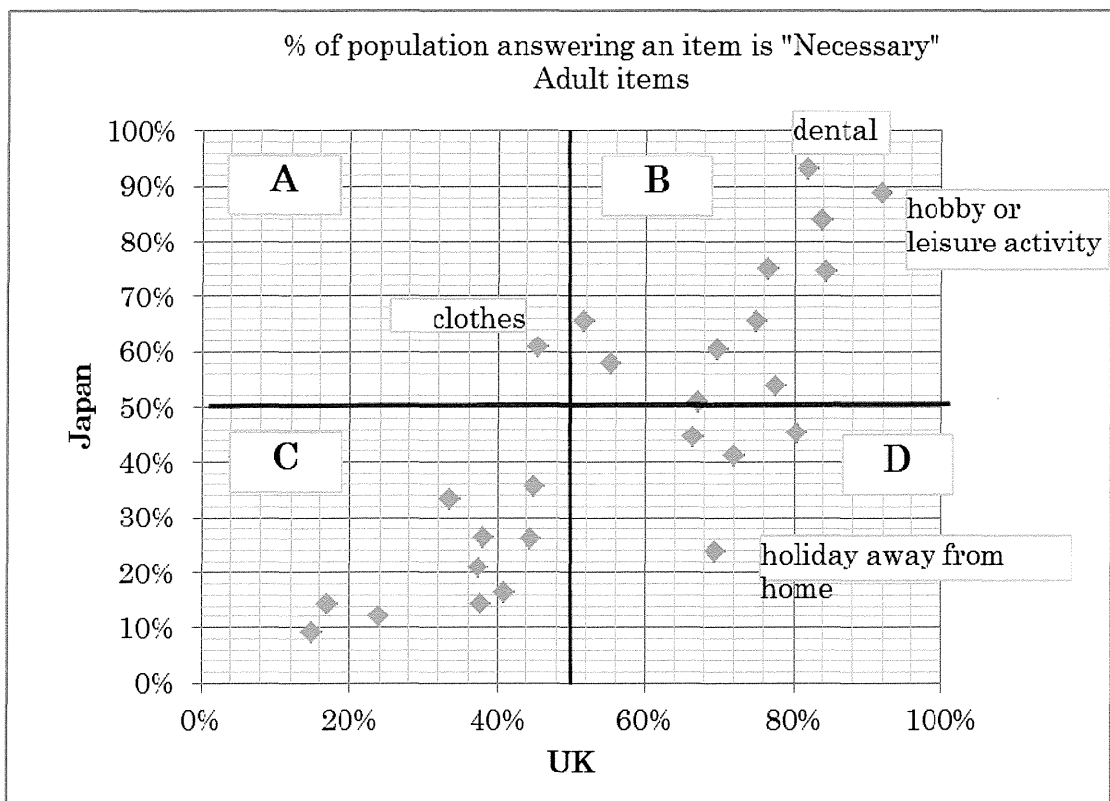 % of population answering an item is "Necessary"
Adult items
100%
90%
80%
70%
60%
50%
40%
30%
20%
10%
0%
Japan
A
B
C
D
dental
hobby or
leisure activity
clothes
holiday away from
home
0%
20%
40%
60%
80%
100%
UK